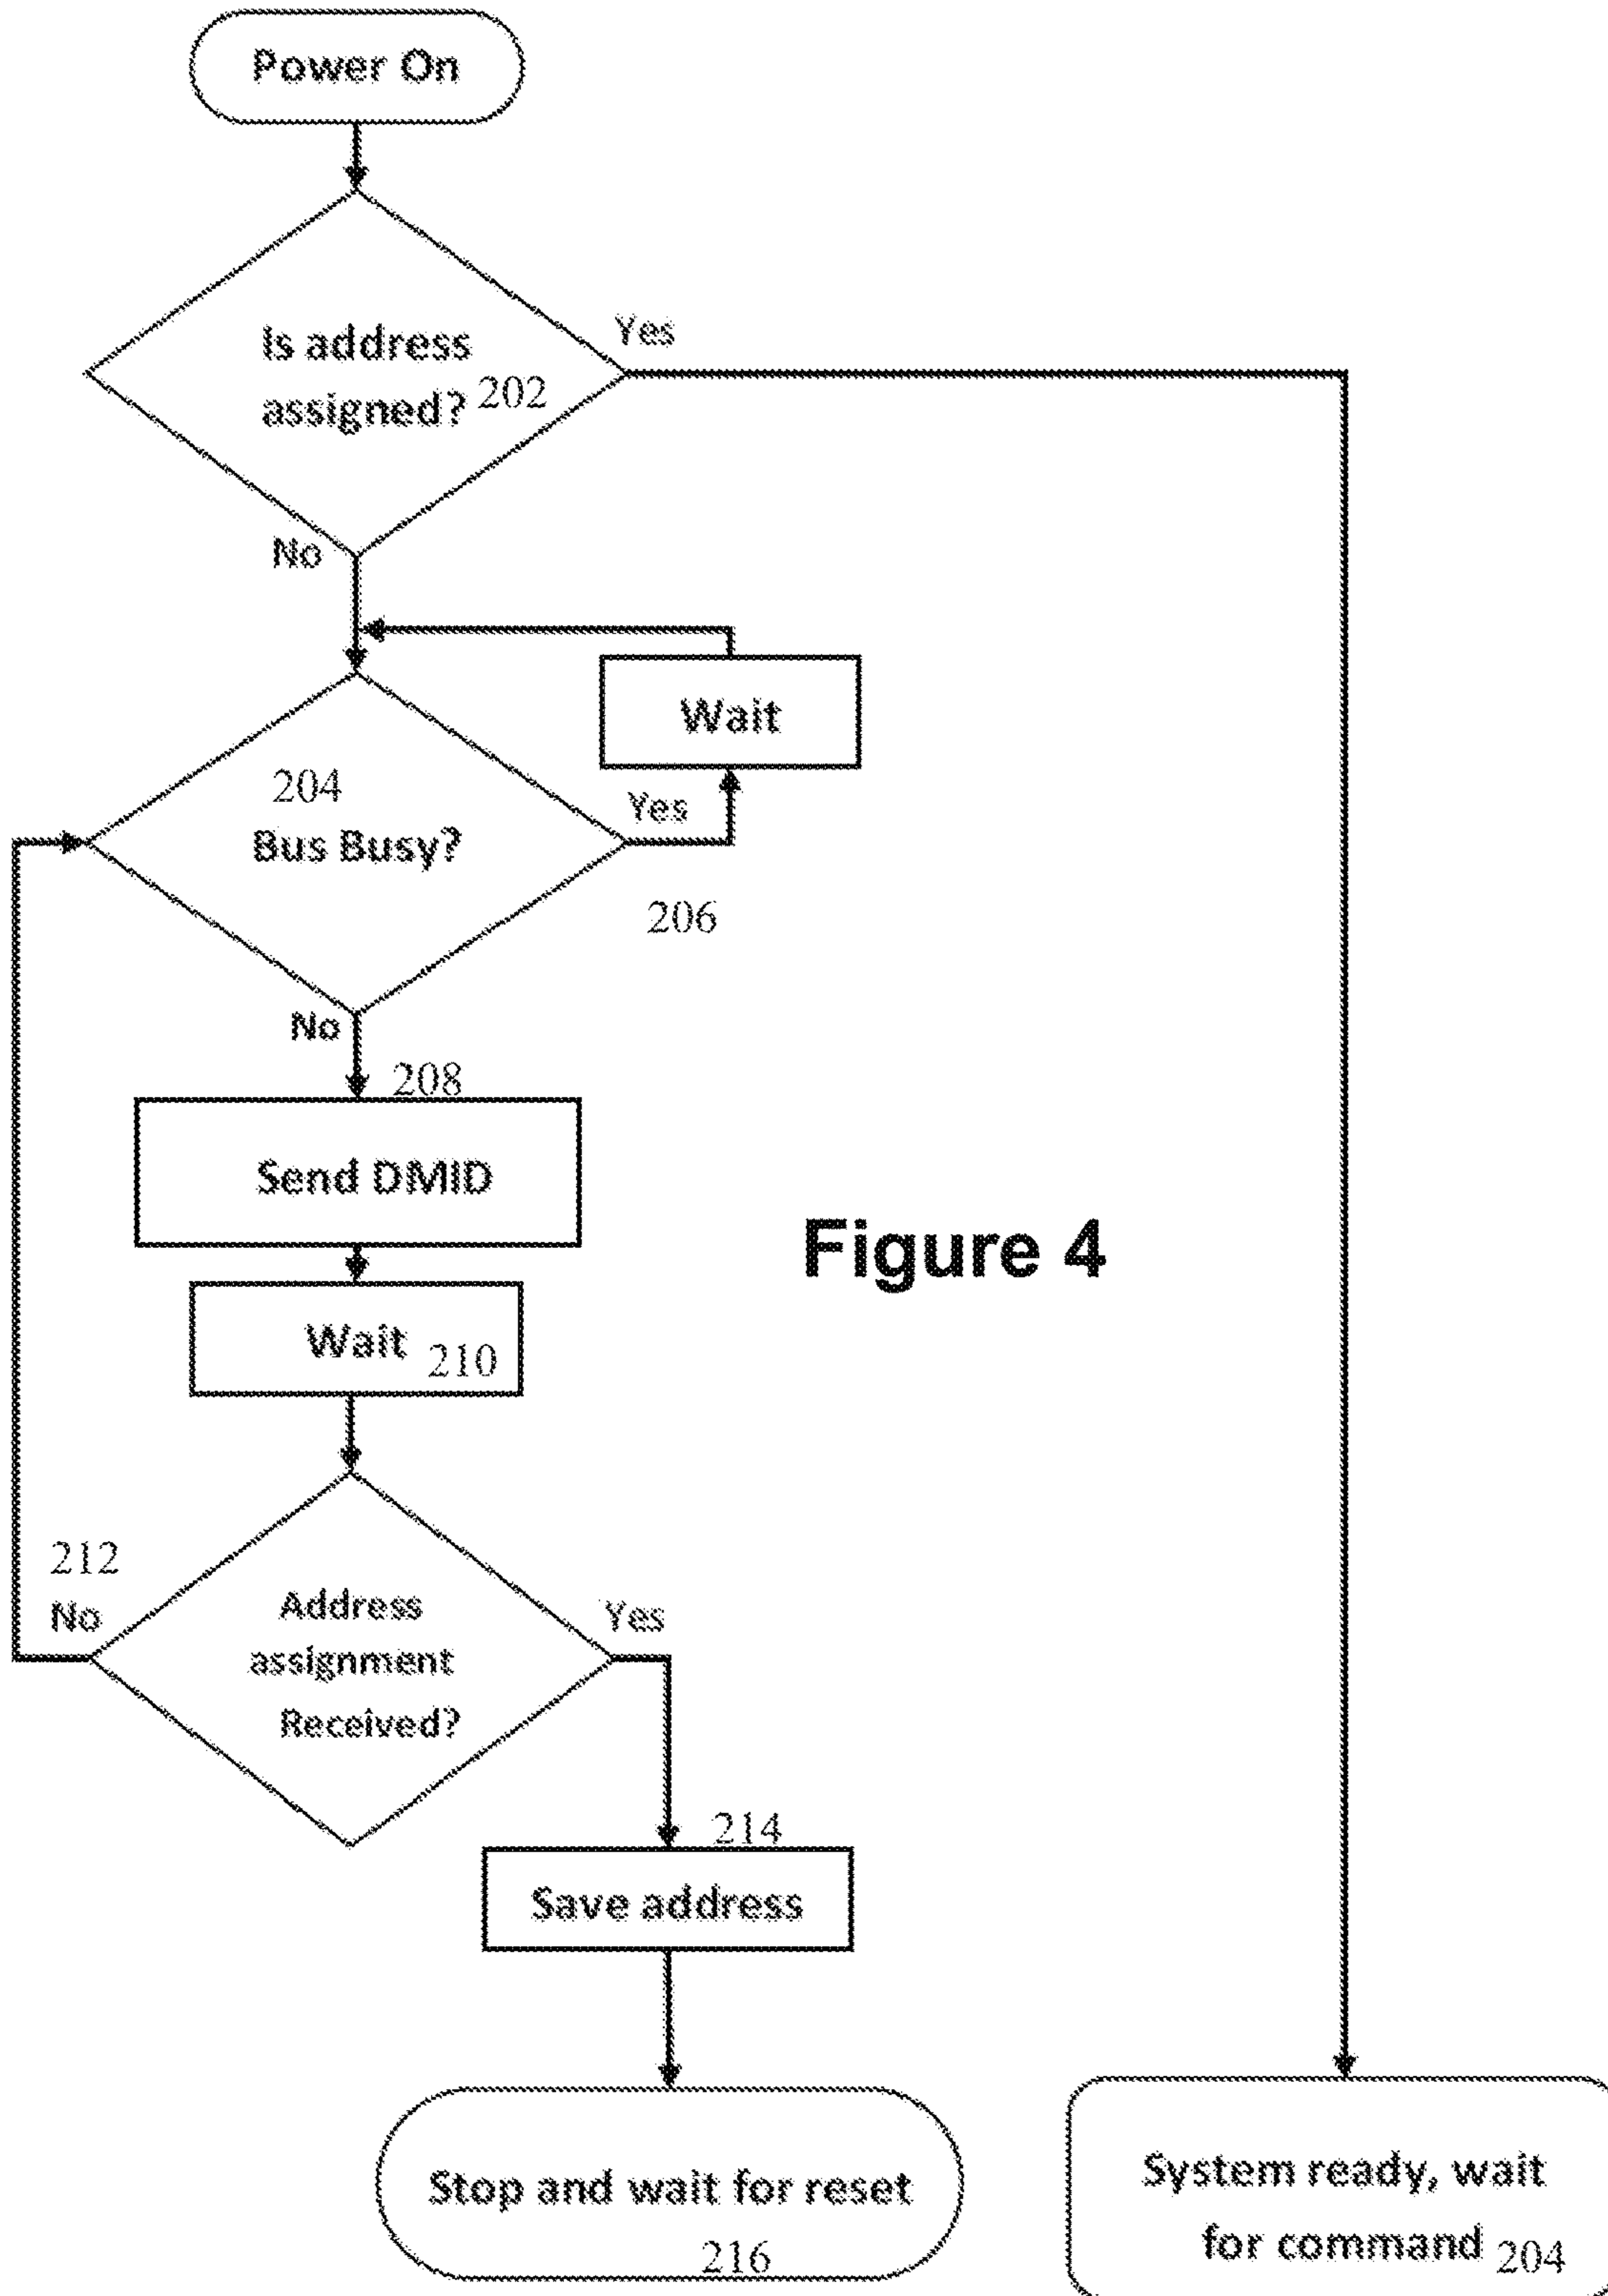 Power On
Is address
assigned? 202
Yes
No
Wait
204
Bus Busy?
Yes
206
No
208
Send DMID
Figure 4
Wait 210
212
No
Address
assignment
Received?
Yes
214
Save address
Stop and wait for reset
216
System ready, wait
for command 204